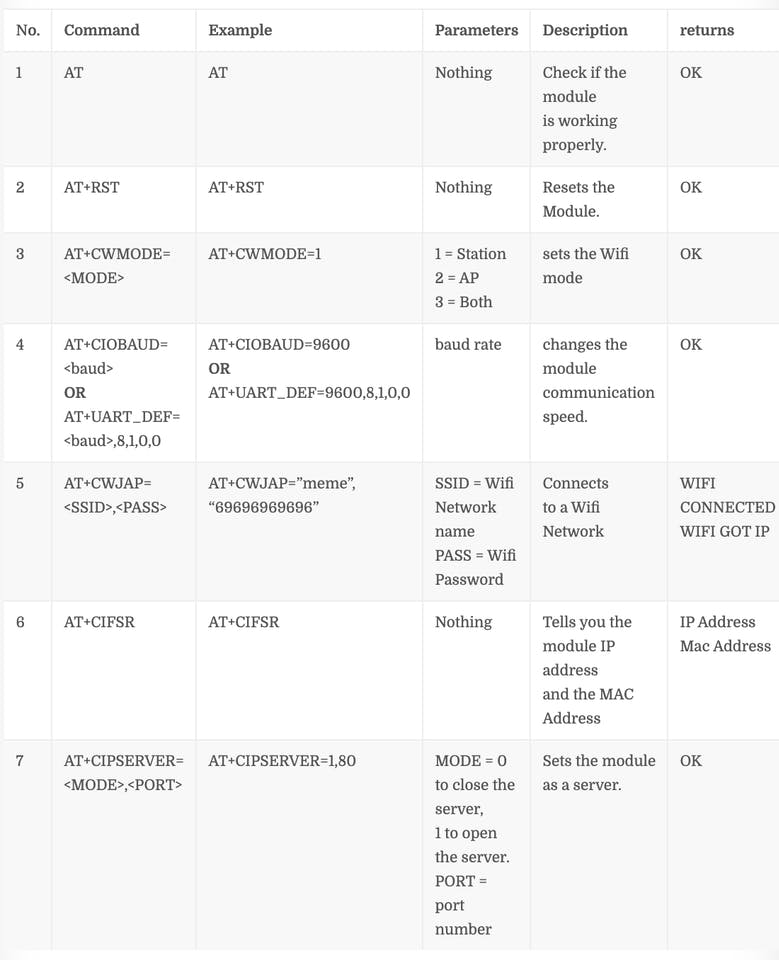 No. Command Example Parameters Description returns
1 AT AT Nothing Check if the OK
module
is working
properly.
2 AT+RST AT+RST Nothing Resets the OK
Module.
3 AT+CWMODE= AT+CWMODE=1 1 = Station sets the Wifi OK
<MODE> 2 = AP mode
3 = Both
4 AT+CIOBAUD= AT+CIOBAUD=9600 baud rate changes the OK
<baud> OR module
OR AT+UART_DEF=9600,8,1,0,0 communication
AT+UART_DEF= speed.
<baud>,8,1,0,0
5 AT+CWJAP= AT+CWJAP=”meme”, SSID = Wifi Connects WIFI
<SSID>,<PASS> “69696969696” Network to a Wifi CONNECTED
name Network WIFI GOT IP
PASS = Wifi
Password
6 AT+CIFSR AT+CIFSR Nothing Tells you the IP Address
module IP Mac Address
address
and the MAC
Address
7 AT+CIPSERVER= AT+CIPSERVER=1,80 MODE = 0 Sets the module OK
<MODE>,<PORT> to close the as a server.
server,
1 to open
the server.
PORT =
port
number